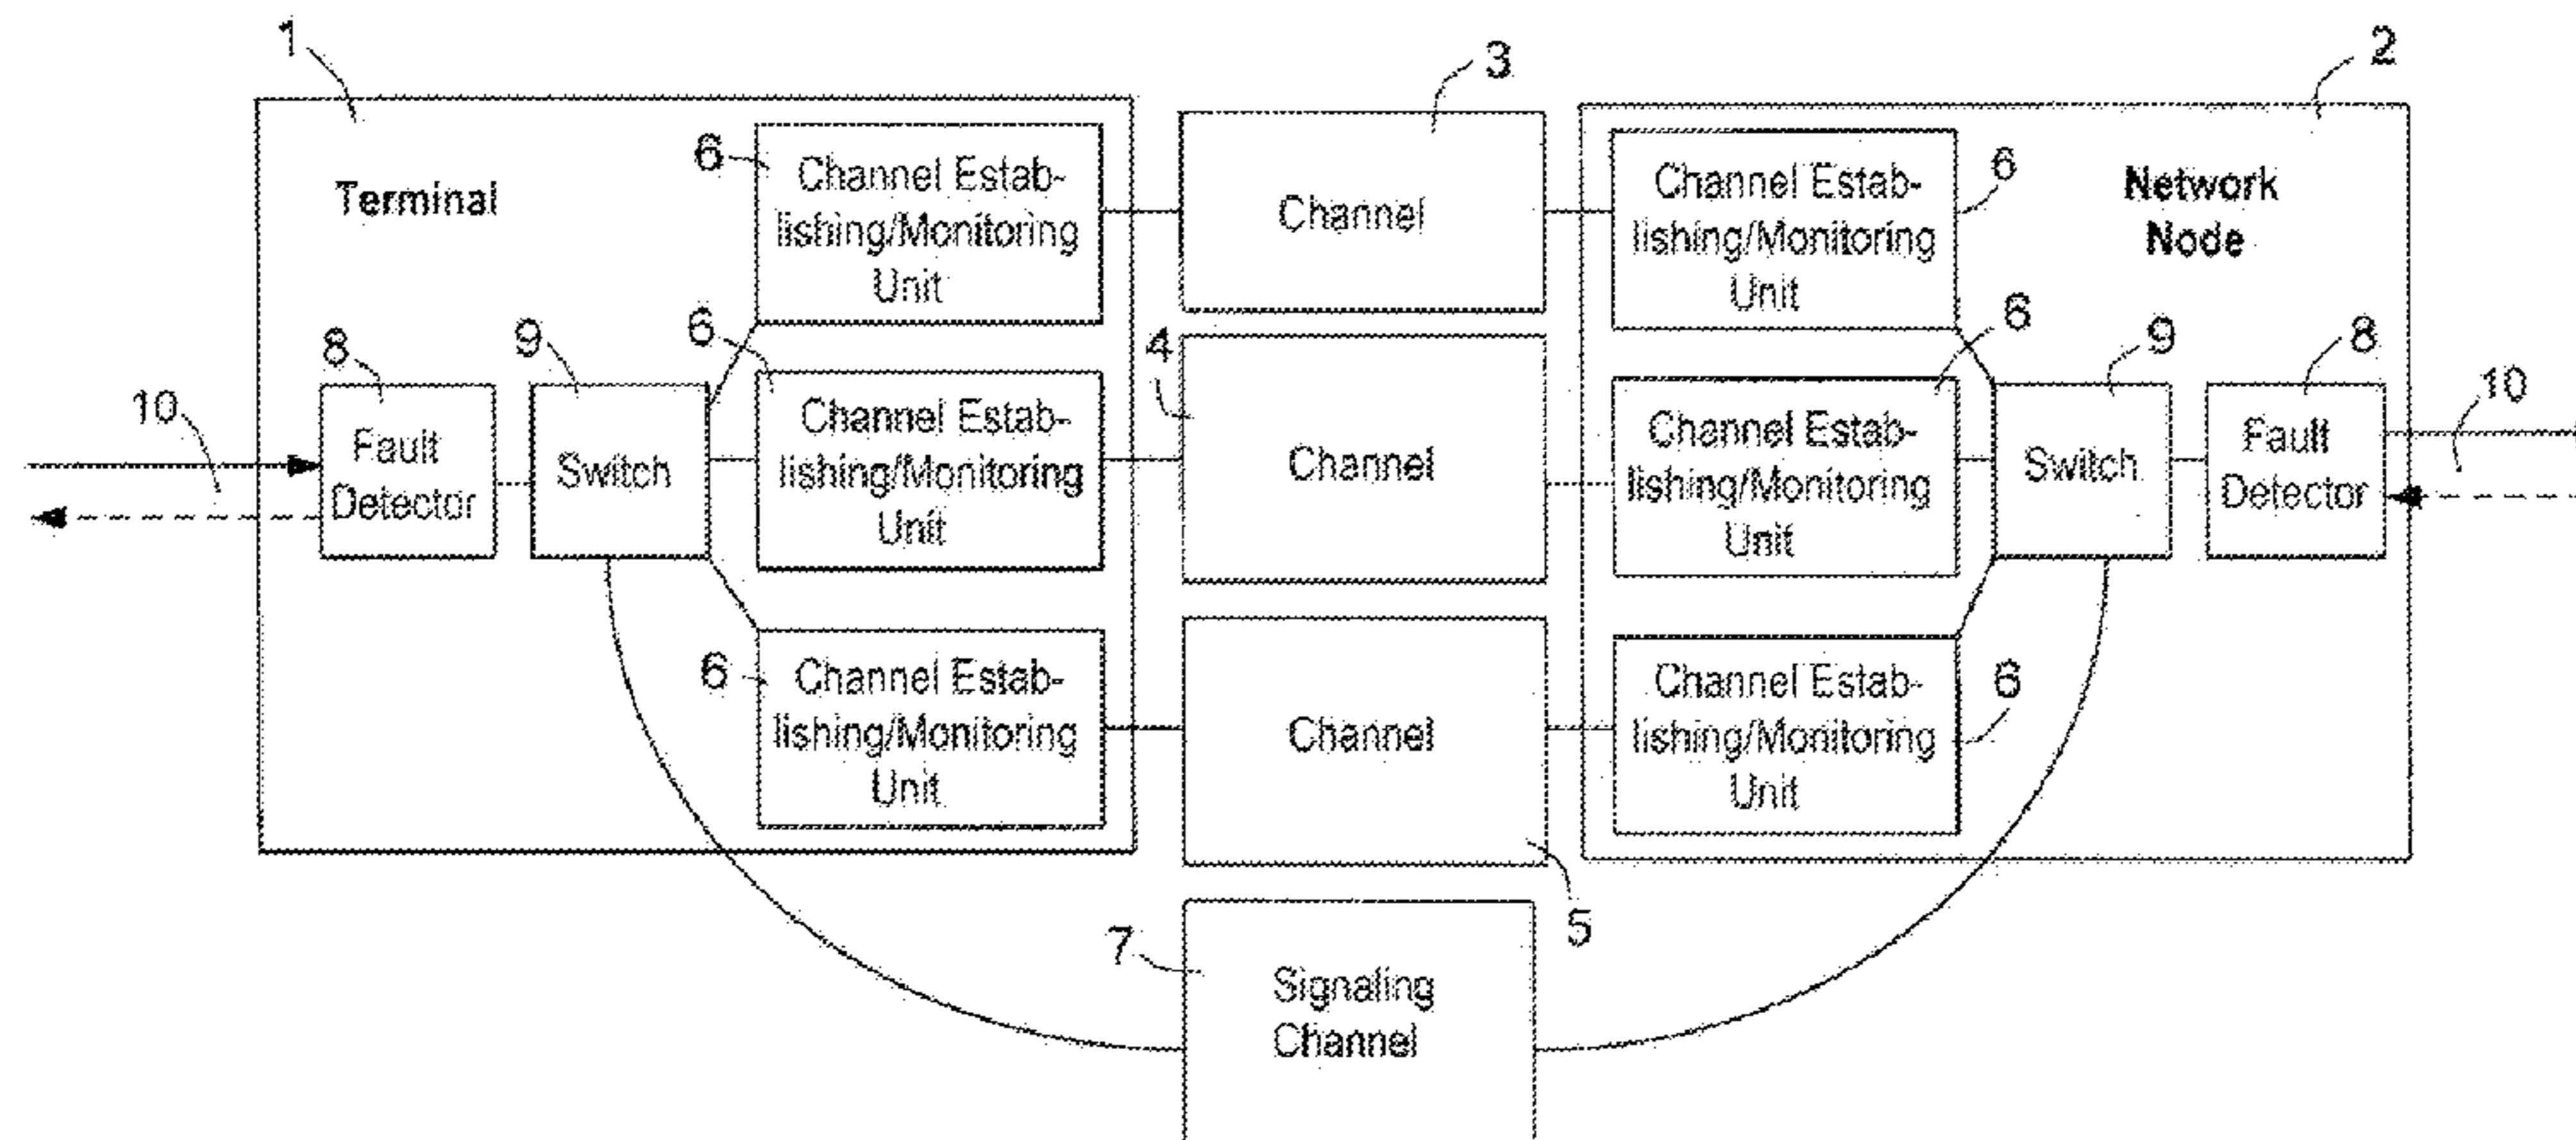 1
3
2
6
Channel Estab-
lishing/Monitoring
Unit
Channel
Channel Estab-
lishing/Monitoring
Unit
6
Terminal
Network
Node
8
9
6
4
6
9
8
10
Fault
Detector
Switch
Channel Estab-
lishing/Monitoring
Unit
Channel
Channel Estab-
lishing/Monitoring
Unit
Switch
Fault
Detector
10
6
Channel Estab-
lishing/Monitoring
Unit
Channel
Channel Estab-
lishing/Monitoring
Unit
6
7
5
Signaling
Channel